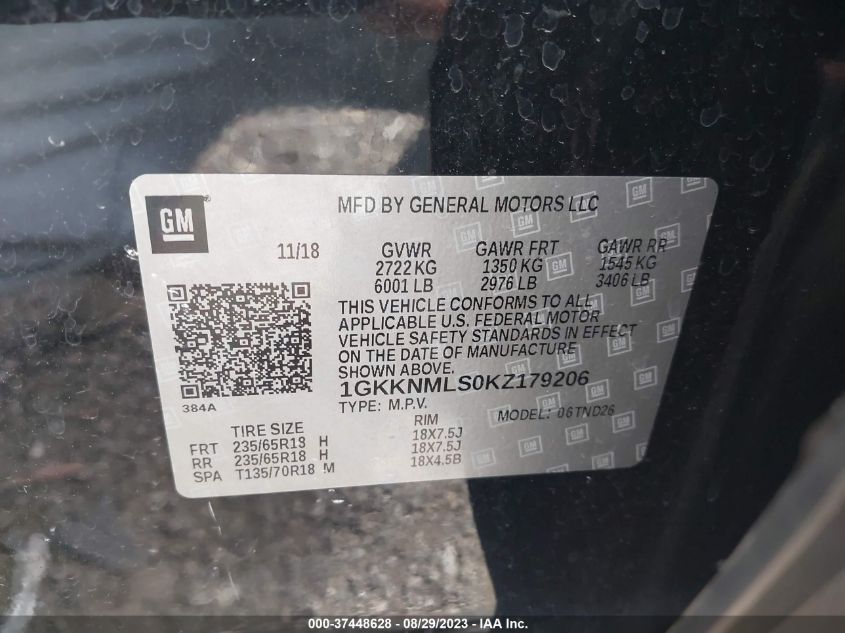 GM
MFD BY GENERAL MOTORS LLC
11/18 GVWR GAWR FRT GAWR RR
2722 KG 1350 KG 1545 KG
6001 LB 2976 LB 3406 LB
THIS VEHICLE CONFORMS TO ALL
APPLICABLE U.S. FEDERAL MOTOR
VEHICLE SAFETY STANDARDS IN EFFECT
ON THE DATE OF MANUFACTURE
SHOWN ABOVE.
384A
1GKKNMLS0KZ179206
TYPE: M.P.V. MODEL: 06TND26
TIRE SIZE RIM
FRT 235/65R18 H 18X7.5J
RR 235/65R18 H 18X7.5J
SPA T135/70R18 M 18X4.5B
000-37448628 - 08/29/2023 - IAA Inc.